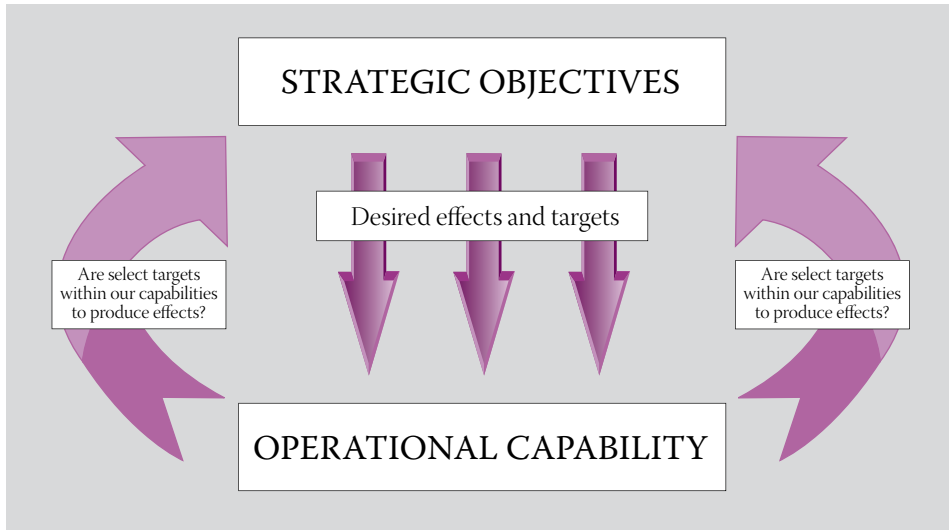 STRATEGIC OBJECTIVES
Desired effects and targets
Are select targets
within our capabilities
to produce effects?
Are select targets
within our capabilities
to produce effects?
OPERATIONAL CAPABILITY